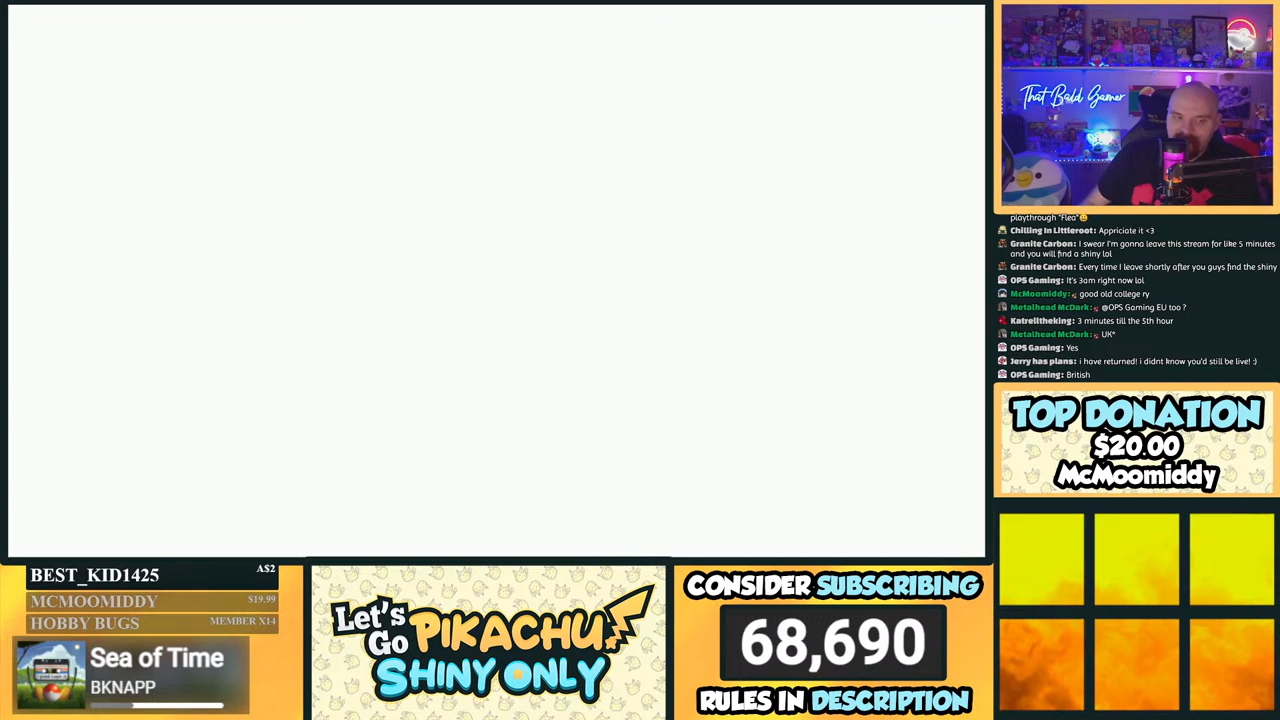 That Bald Gamer
playthrough "Flea"😃
Chilling In Littleroot: Appriciate it <3
Granite Carbon: I swear I'm gonna leave this stream for like 5 minutes
and you will find a shiny lol
Granite Carbon: Every time I leave shortly after you guys find the shiny
OPS Gaming: It's 3am right now lol
McMoomiddy: good old college ry
Metalhead McDark: @OPS Gaming EU too ?
Katrelltheking: 3 minutes till the 5th hour
Metalhead McDark: UK*
OPS Gaming: Yes
Jerry has plans: i have returned! i didnt know you'd still be live! :)
OPS Gaming: British
TOP DONATION
$20.00
McMoomiddy
BEST_KID1425 A$2
MCMOOMIDDY $19.99
HOBBY BUGS MEMBER X14
Sea of Time
BKNAPP
Let's
Go PIKACHU
SHINY ONLY
CONSIDER SUBSCRIBING
68,690
RULES IN DESCRIPTION